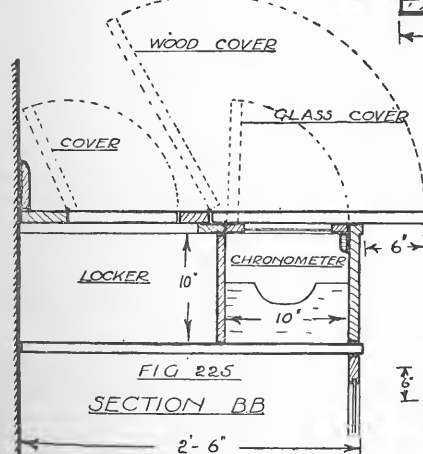 WOOD COVER
GLASS COVER
COVER
6"
CHRONOMETER
LOCKER
10"
10"
FIG 225
SECTION BB
6"
2'- 6"